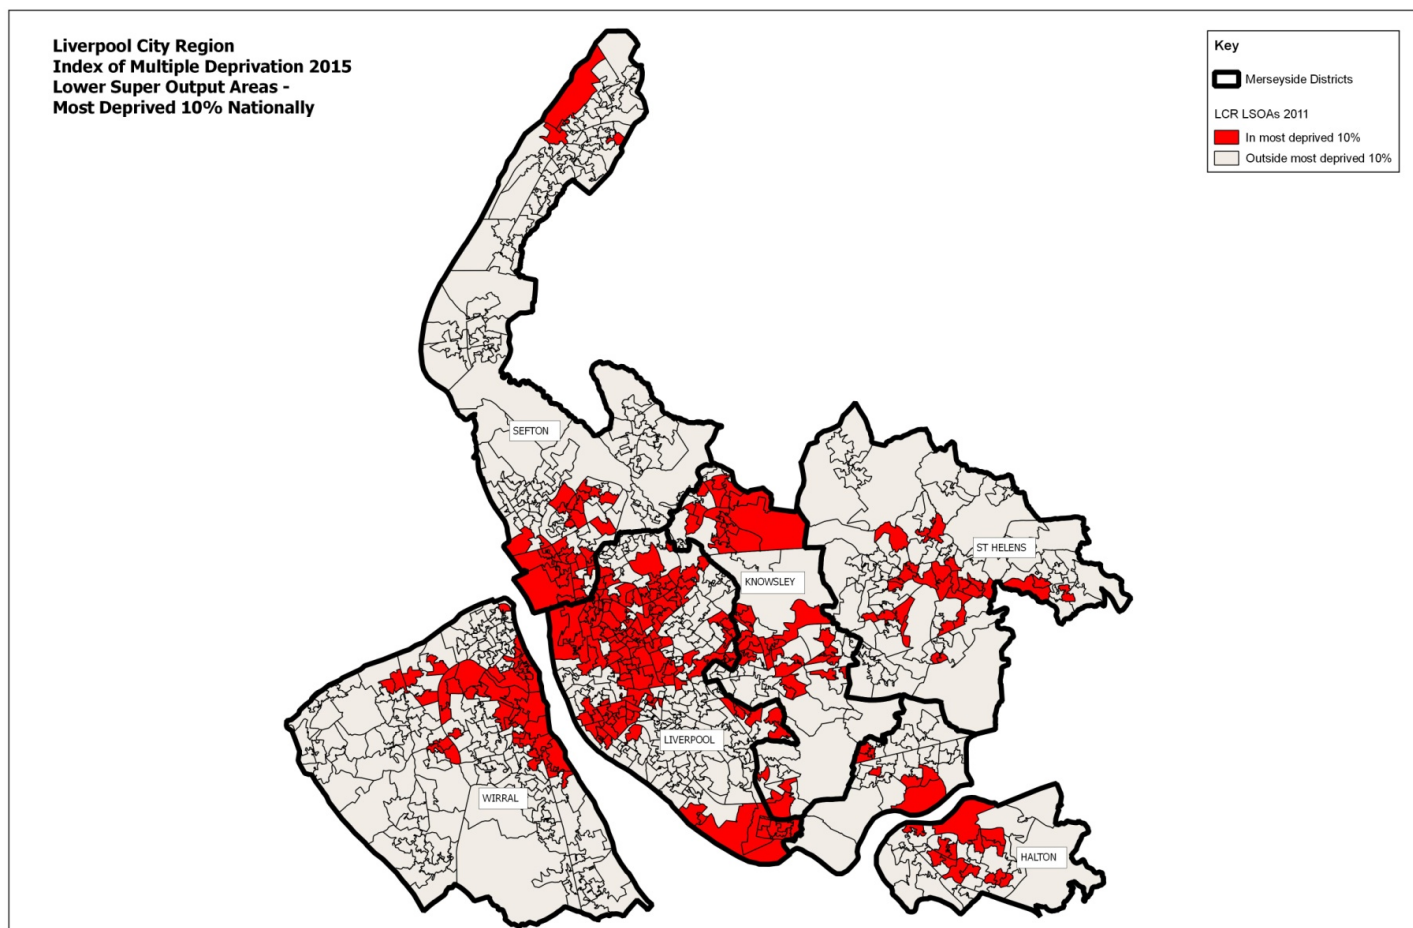 Liverpool City Region
Index of Multiple Deprivation 2015
Lower Super Output Areas -
Most Deprived 10% Nationally
Key
Merseyside Districts
LCR LSOAs 2011
In most deprived 10%
Outside most deprived 10%
SEFTON
ST HELENS
KNOWSLEY
LIVERPOOL
WIRRAL
HALTON